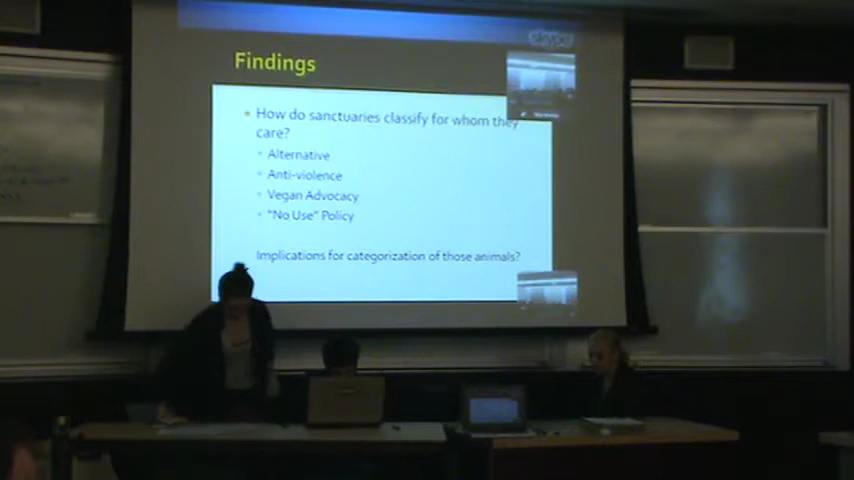 skype
Findings
How do sanctuaries classify for whom they
care?
Alternative
Anti-violence
Vegan Advocacy
"No Use" Policy
Implications for categorization of those animals?